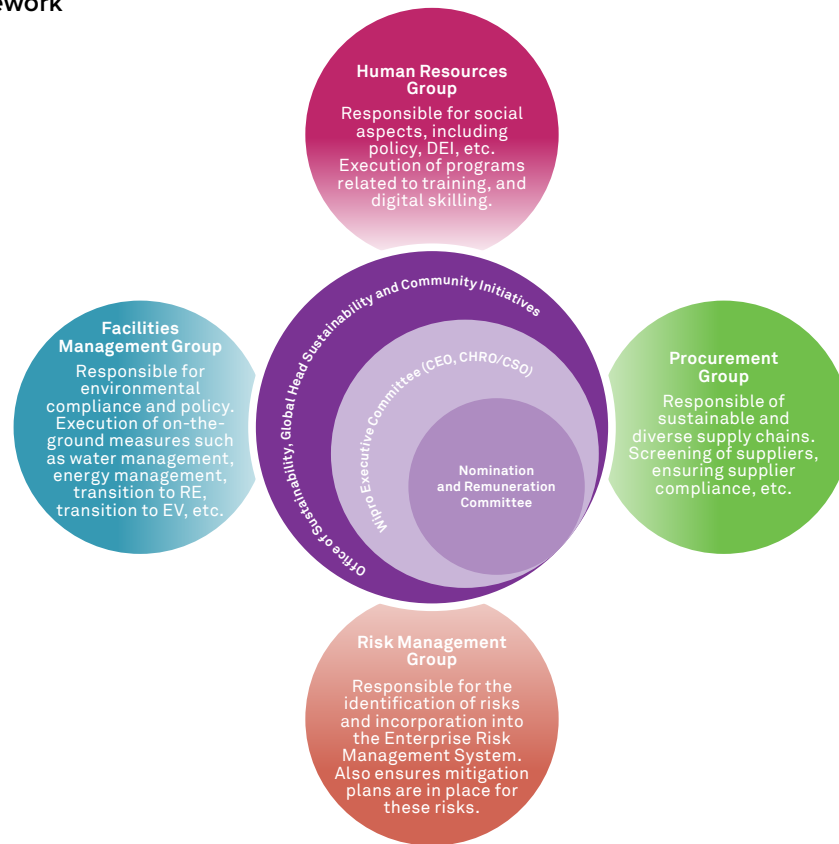 ework
Human Resources
Group
Responsible for social
aspects, including
policy, DEI, etc.
Execution of programs
related to training, and
digital skilling.
Facilities
Management Group
Responsible for
environmental
compliance and policy.
Execution of on-the-
ground measures such
as water management,
energy management,
transition to RE,
transition to EV, etc.
Office of Sustainability, Global Head Sustainability and Community Initiatives
Wipro Executive Committee (CEO, CHRO/CSO)
Nomination
and Remuneration
Committee
Procurement
Group
Responsible of
sustainable and
diverse supply chains.
Screening of suppliers,
ensuring supplier
compliance, etc.
Risk Management
Group
Responsible for the
identification of risks
and incorporation into
the Enterprise Risk
Management System.
Also ensures mitigation
plans are in place for
these risks.